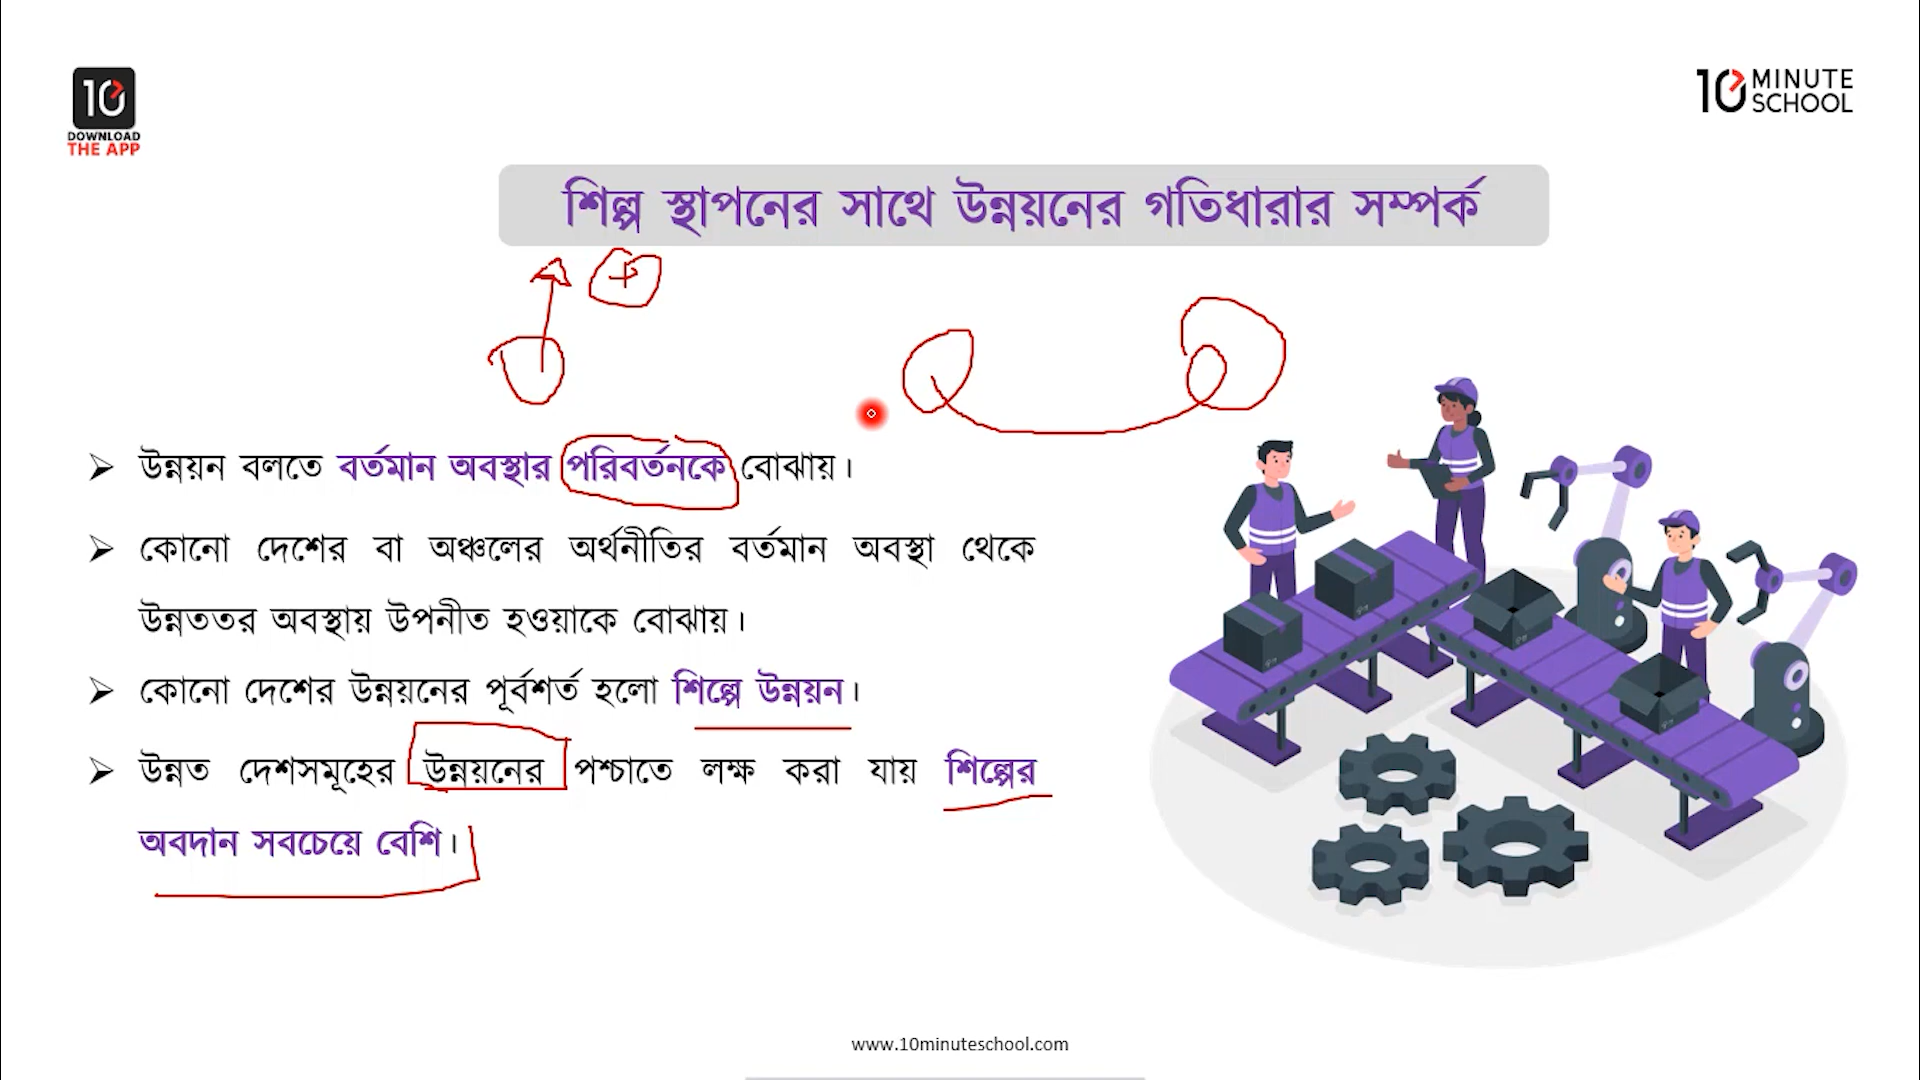 10
DOWNLOAD
THE APP
10 MINUTE
SCHOOL
শিল্প স্থাপনের সাথে উন্নয়নের গতিধারার সম্পর্ক
+
➢ উন্নয়ন বলতে বর্তমান অবস্থার পরিবর্তনকে বোঝায়।
➢ কোনো দেশের বা অঞ্চলের অর্থনীতির বর্তমান অবস্থা থেকে
উন্নততর অবস্থায় উপনীত হওয়াকে বোঝায়।
➢ কোনো দেশের উন্নয়নের পূর্বশর্ত হলো শিল্পে উন্নয়ন।
➢ উন্নত দেশসমূহের উন্নয়নের পশ্চাতে লক্ষ করা যায় শিল্পের
অবদান সবচেয়ে বেশি।
www.10minuteschool.com